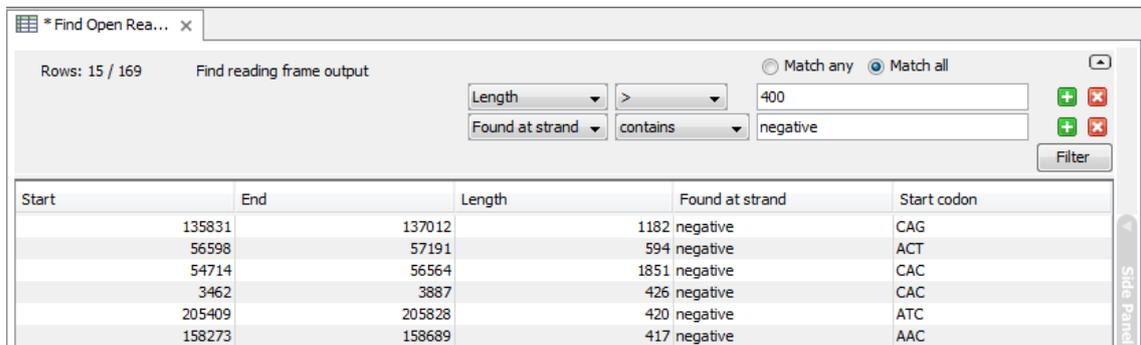 * Find Open Rea...
Rows: 15 / 169 Find reading frame output Match any Match all
Length > 400
Found at strand contains negative
Filter
Start End Length Found at strand Start codon
135831 137012 1182 negative CAG
56598 57191 594 negative ACT
54714 56564 1851 negative CAC
3462 3887 426 negative CAC
205409 205828 420 negative ATC
158273 158689 417 negative AAC
Side Panel